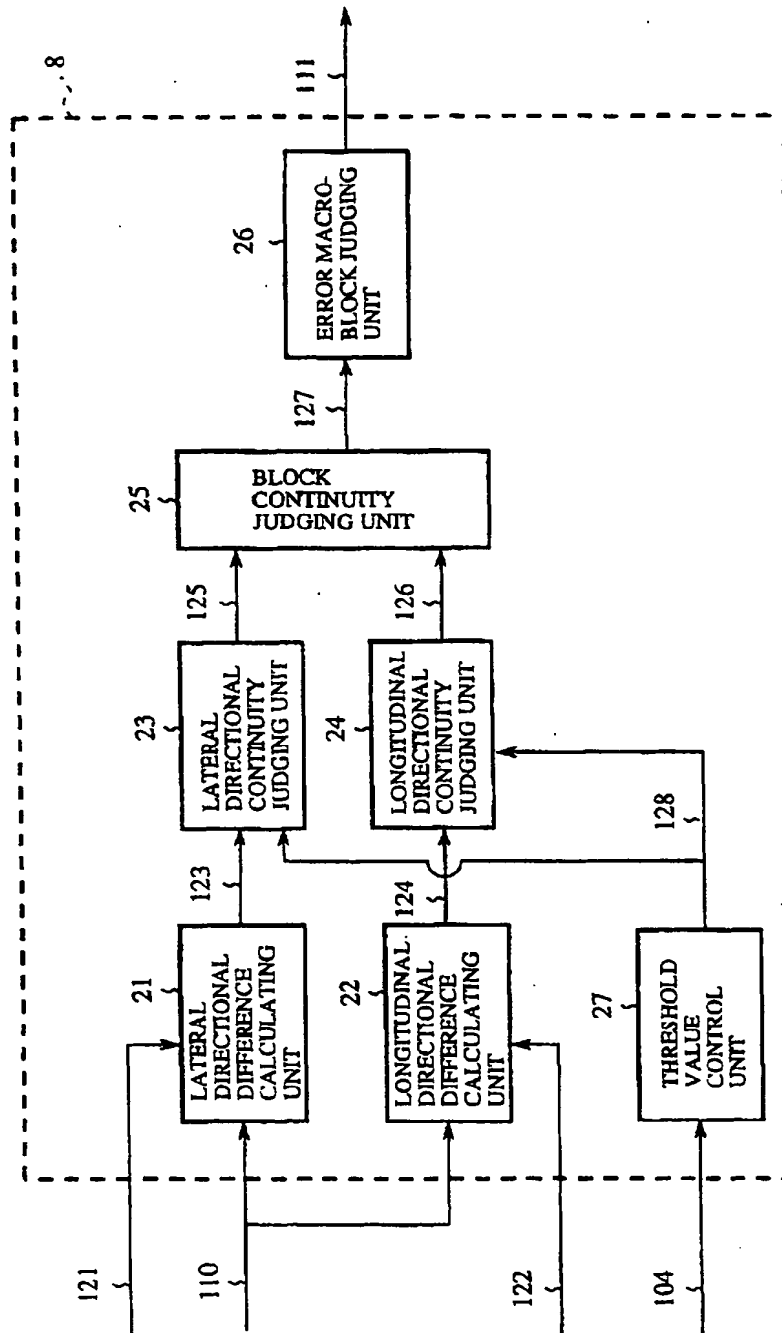 8
121
110
122
104
21
LATERAL
DIRECTIONAL
DIFFERENCE
CALCULATING
UNIT
22
LONGITUDINAL
DIRECTIONAL
DIFFERENCE
CALCULATING
UNIT
27
THRESHOLD
VALUE
CONTROL
UNIT
123
124
128
23
LATERAL
DIRECTIONAL
CONTINUITY
JUDGING UNIT
24
LONGITUDINAL
DIRECTIONAL
CONTINUITY
JUDGING UNIT
125
126
25
BLOCK
CONTINUITY
JUDGING UNIT
127
26
ERROR MACRO-
BLOCK JUDGING
UNIT
111